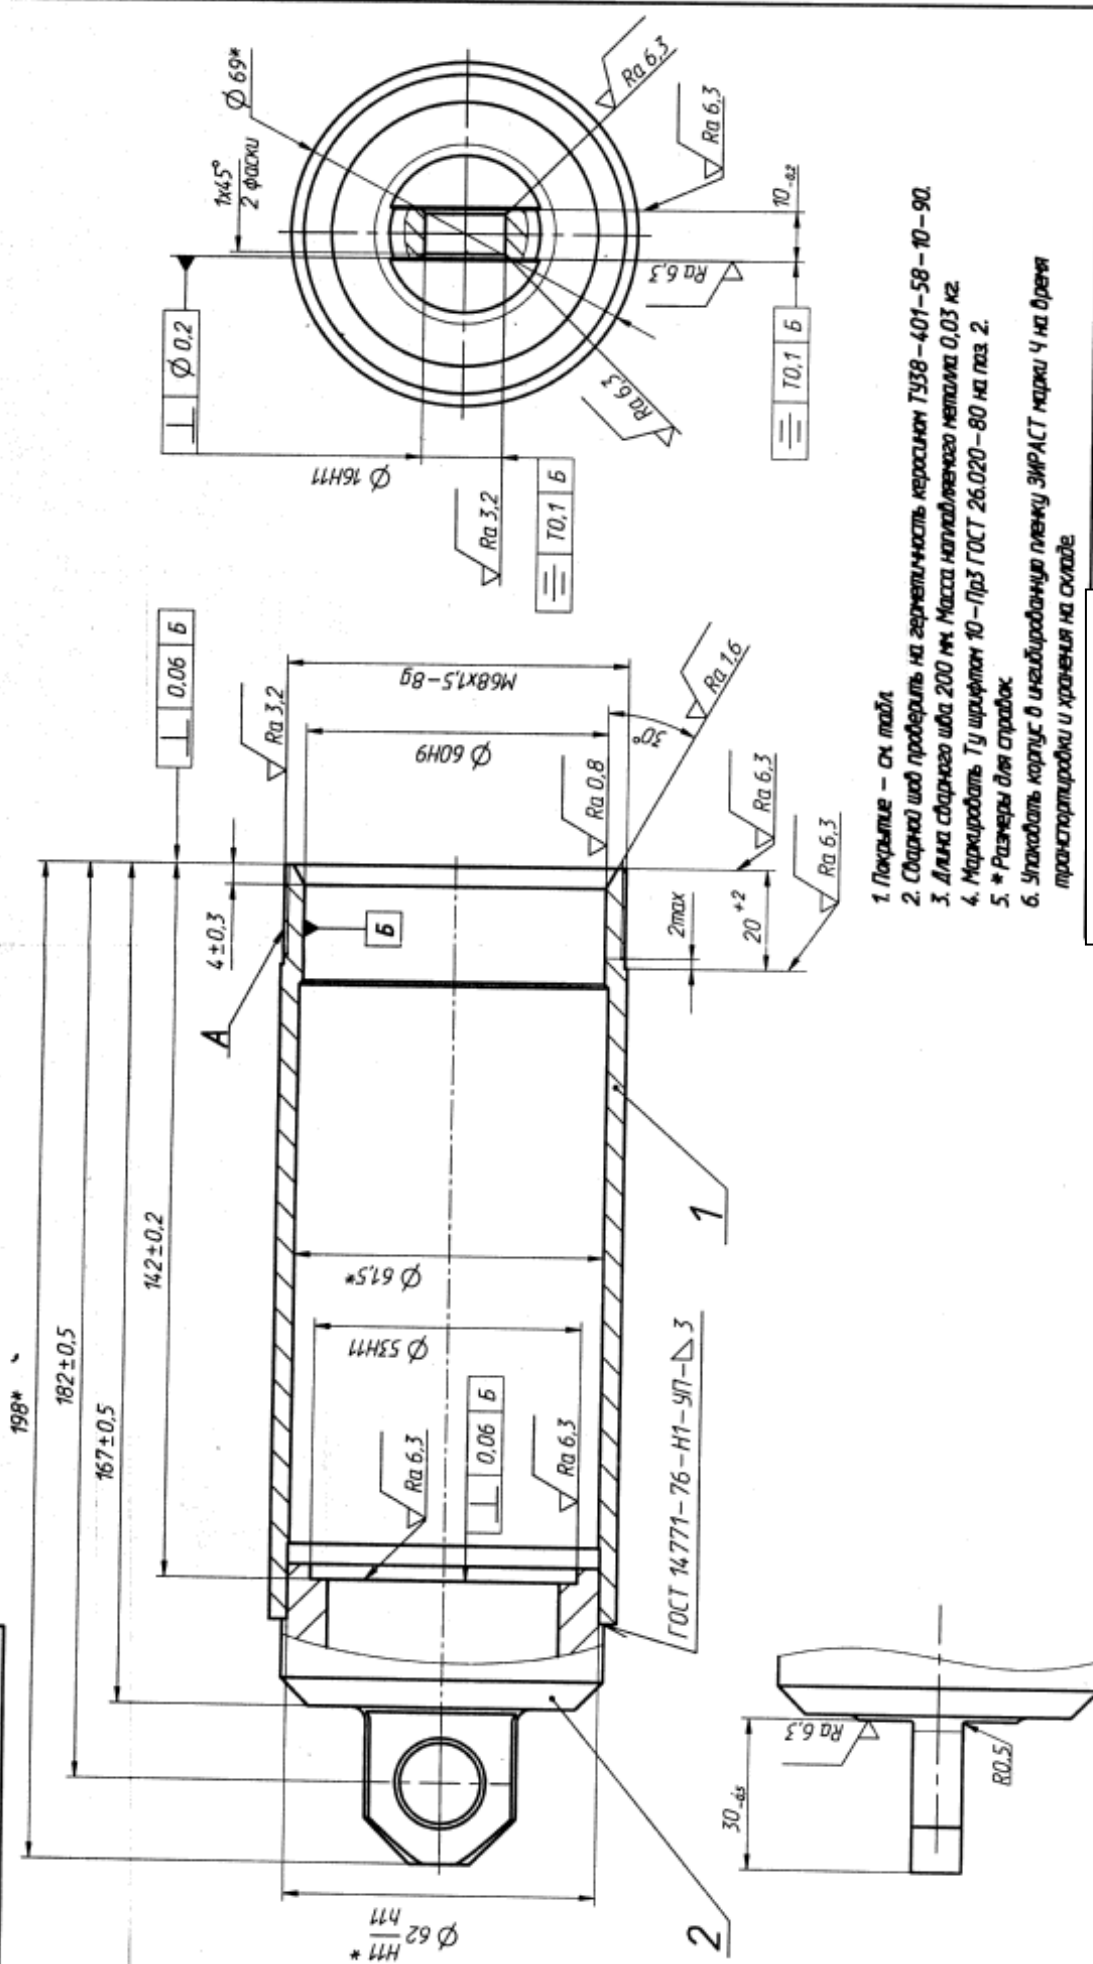 198*
182±0,5
167±0,5
142±0,2
4±0,3
⊥ 0,06 Б
A
Б
Ra 3,2
M68x1,5-8g
Ø 60H9
Ra 0,8
30°
Ra 1,6
2max
20 +2
Ra 6,3
Ra 6,3
Ø 61,5*
Ø 53H11
Ra 6,3
⊥ 0,06 Б
Ra 6,3
Ø 62 H11/h11 *
1
2
ГОСТ 14771-76-Н1-УП-◺3
⊥ Ø 0,2
1x45°
2 фаски
Ø 69*
Ra 6,3
Ra 6,3
Ø 16H11
Ra 3,2
⌯ T0,1 Б
Ra 6,3
Ra 6,3
10 -0,2
⌯ T0,1 Б
30 -0,5
Ra 6,3
R0,5
1. Покрытие – см. табл.
2. Сварной шов проверить на герметичность керосином ТУ38-401-58-10-90.
3. Длина сварного шва 200 мм. Масса наплавляемого металла 0,03 кг.
4. Маркировать Ту шрифтом 10-Пр3 ГОСТ 26.020-80 на поз. 2.
5. * Размеры для справок.
6. Упаковать корпус в ингибированную пленку ЗИРАСТ марки Ч на время
транспортировки и хранения на складе.